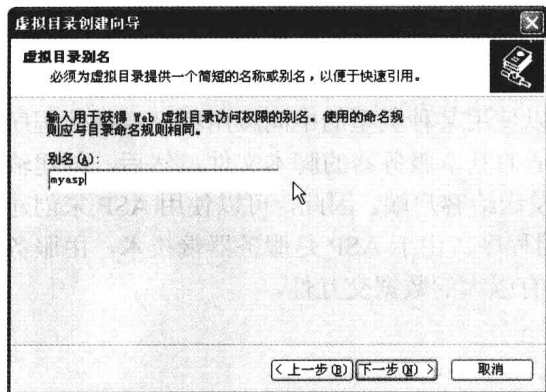 虚拟目录创建向导
虚拟目录别名
必须为虚拟目录提供一个简短的名称或别名，以便于快速引用。
输入用于获得 Web 虚拟目录访问权限的别名。使用的命名规
则应与目录命名规则相同。
别名(A):
myasp
< 上一步(B)
下一步(N) >
取消